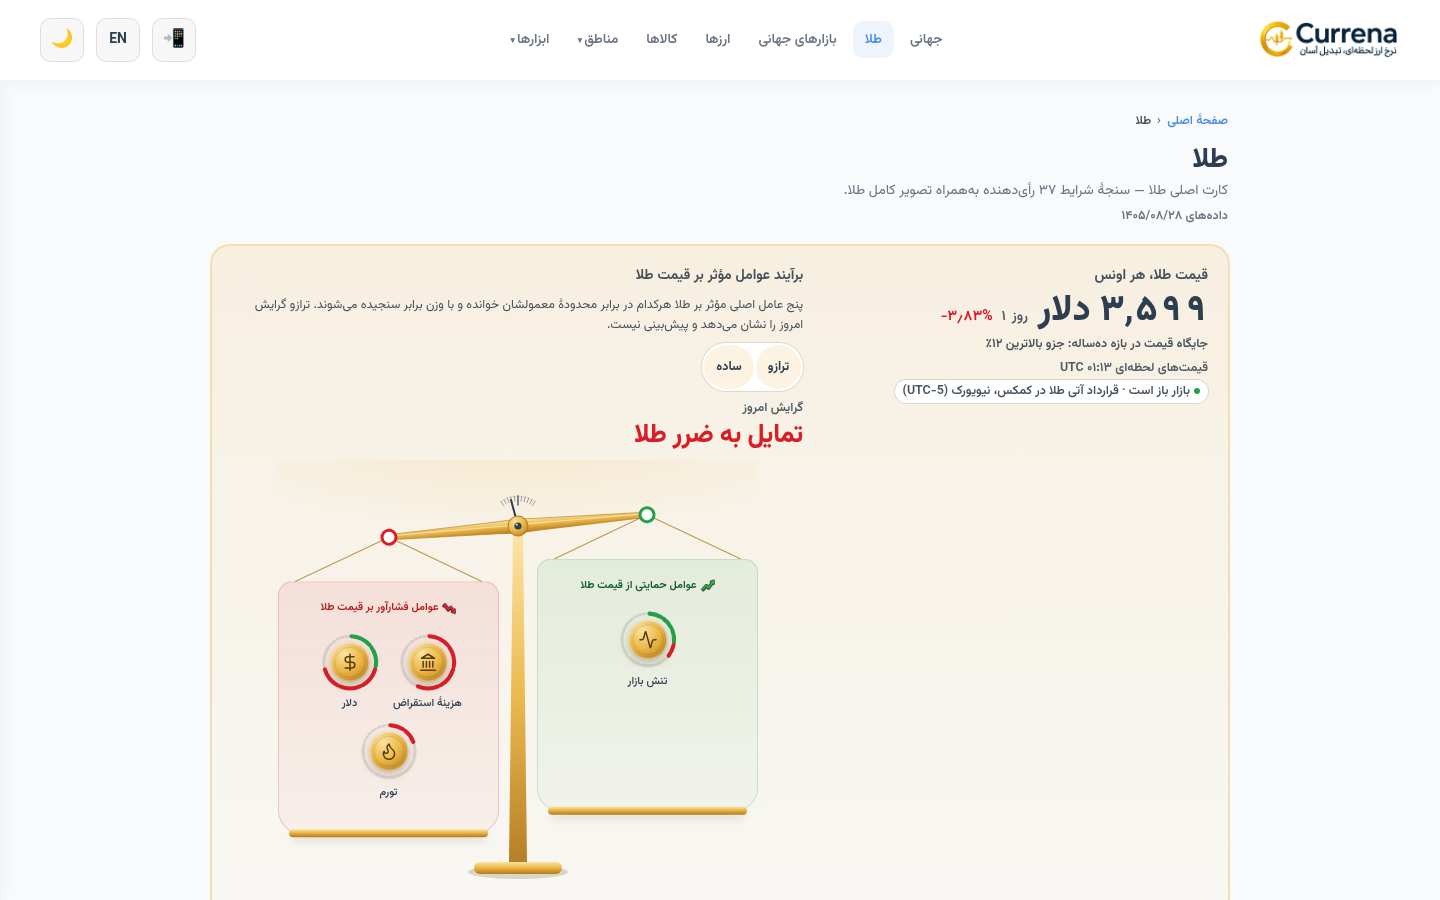 Currena
نرخ ارز لحظه‌ای، تبدیل آسان
جهانی
طلا
بازارهای جهانی
ارزها
کالاها
مناطق ▾
ابزارها ▾
EN
صفحهٔ اصلی › طلا
طلا
کارت اصلی طلا — سنجهٔ شرایط ۳۷ رأی‌دهنده به‌همراه تصویر کامل طلا.
داده‌های ۱۴۰۵/۰۸/۲۸
قیمت طلا، هر اونس
۳,۵۹۹ دلار ۱ روز -۳٫۸۳%
جایگاه قیمت در بازه ده‌ساله: جزو بالاترین ۱۲٪
قیمت‌های لحظه‌ای ۰۱:۱۳ UTC
بازار باز است · قرارداد آتی طلا در کمکس، نیویورک (UTC-5)
برآیند عوامل مؤثر بر قیمت طلا
پنج عامل اصلی مؤثر بر طلا هرکدام در برابر محدودهٔ معمولشان خوانده و با وزن برابر سنجیده می‌شوند. ترازو گرایش
امروز را نشان می‌دهد و پیش‌بینی نیست.
ترازو
ساده
گرایش امروز
تمایل به ضرر طلا
عوامل حمایتی از قیمت طلا
تنش بازار
عوامل فشارآور بر قیمت طلا
هزینهٔ استقراض
دلار
تورم